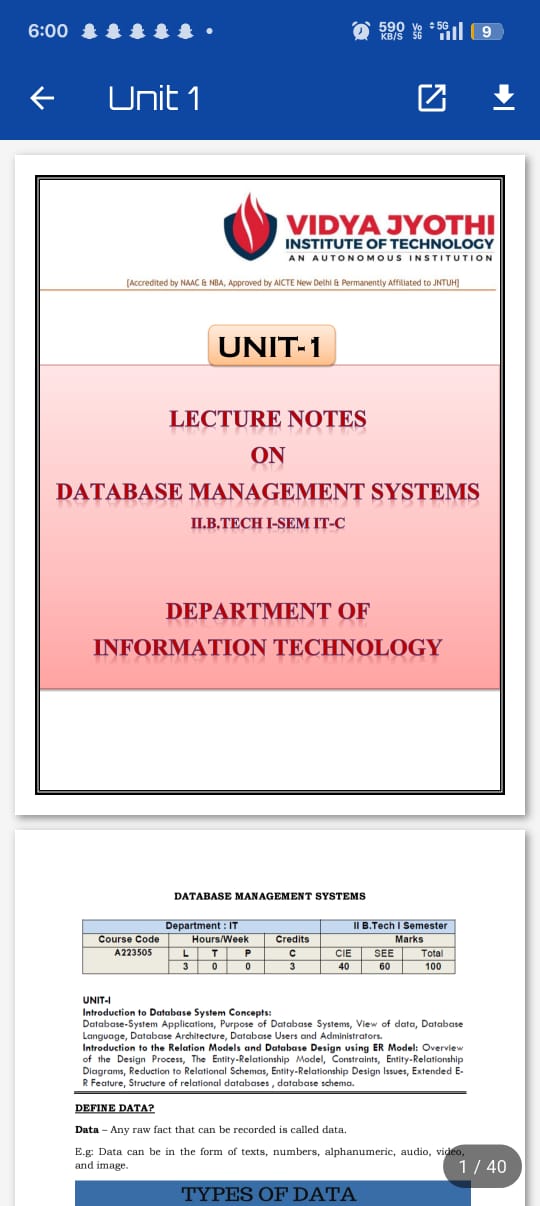 6:00
590 KB/S Vo 5G 5G 9
Unit 1
VIDYA JYOTHI
INSTITUTE OF TECHNOLOGY
AN AUTONOMOUS INSTITUTION
[Accredited by NAAC & NBA, Approved by AICTE New Delhi & Permanently Affiliated to JNTUH]
UNIT-1
LECTURE NOTES
ON
DATABASE MANAGEMENT SYSTEMS
II.B.TECH I-SEM IT-C
DEPARTMENT OF
INFORMATION TECHNOLOGY
DATABASE MANAGEMENT SYSTEMS
Department : IT II B.Tech I Semester
Course Code Hours/Week Credits Marks
A223505 L T P C CIE SEE Total
3 0 0 3 40 60 100
UNIT-I
Introduction to Database System Concepts:
Database-System Applications, Purpose of Database Systems, View of data, Database
Language, Database Architecture, Database Users and Administrators.
Introduction to the Relation Models and Database Design using ER Model: Overview
of the Design Process, The Entity-Relationship Model, Constraints, Entity-Relationship
Diagrams, Reduction to Relational Schemas, Entity-Relationship Design Issues, Extended E-
R Feature, Structure of relational databases , database schema.
DEFINE DATA?
Data – Any raw fact that can be recorded is called data.
E.g: Data can be in the form of texts, numbers, alphanumeric, audio, video,
and image.
1 / 40
TYPES OF DATA